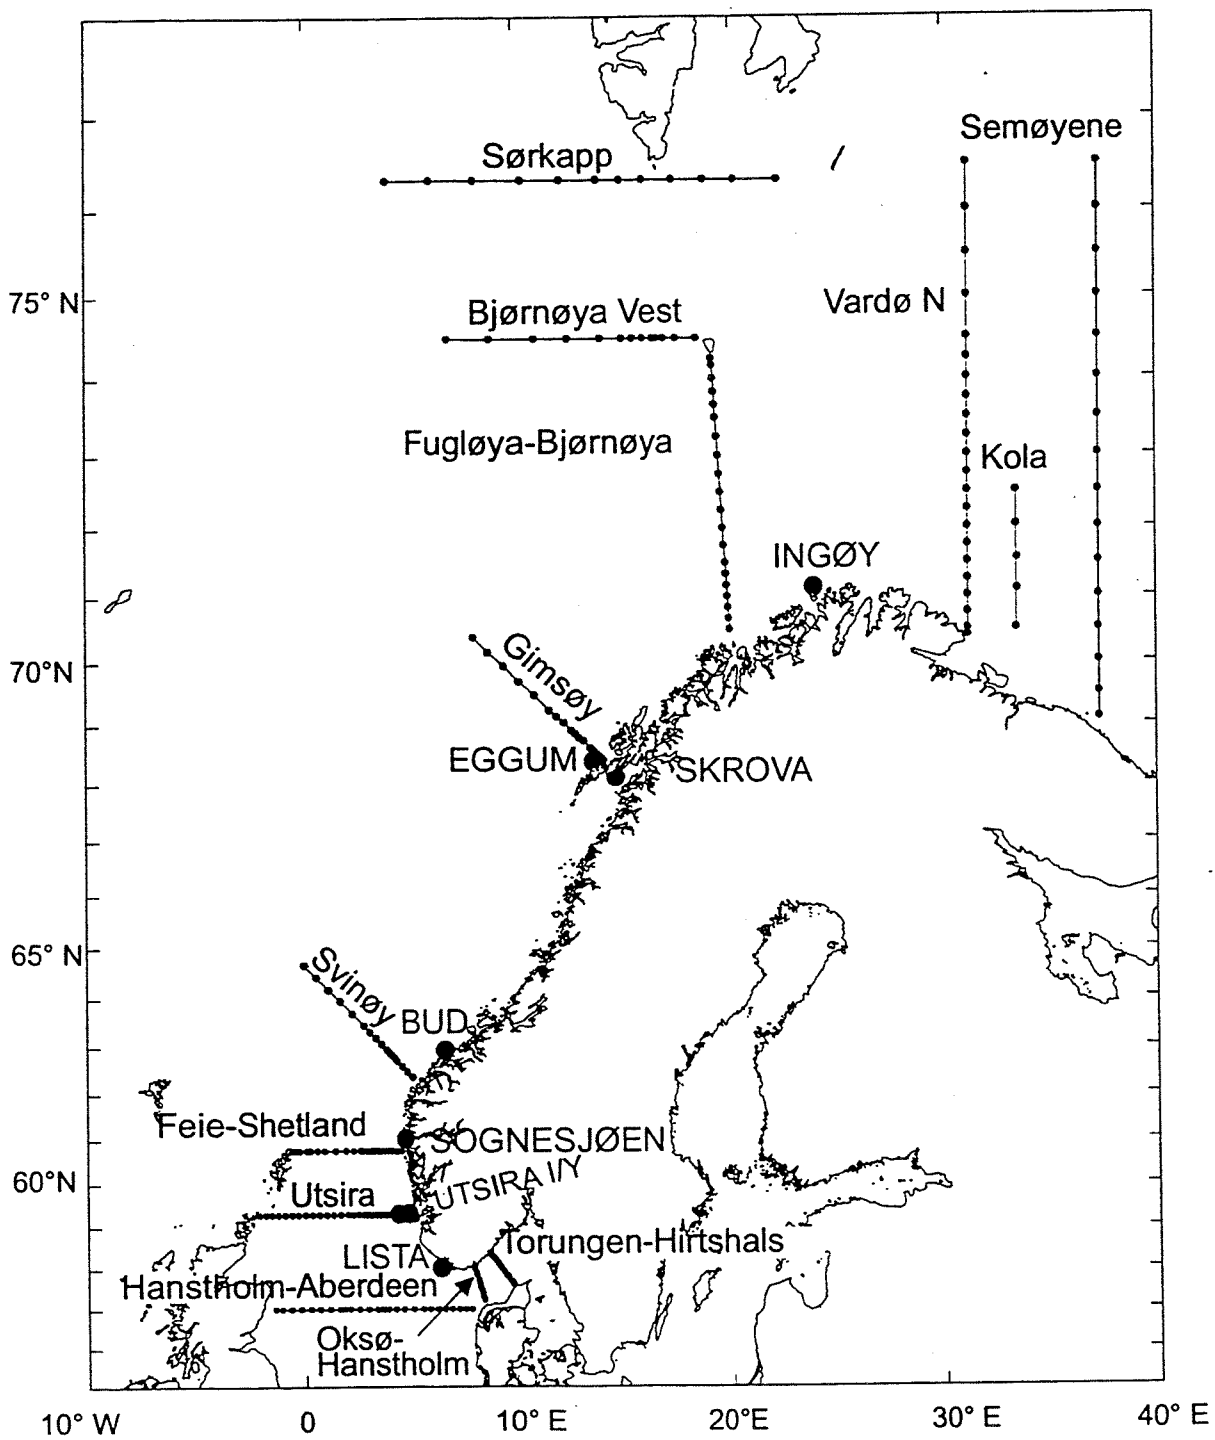 Semøyene
Sørkapp
75° N
Bjørnøya Vest
Vardø N
Fugløya-Bjørnøya
Kola
INGØY
70°N
Gimsøy
EGGUM
SKROVA
65° N
Svinøy
BUD
Feie-Shetland
SOGNESJØEN
60°N
Utsira
UTSIRA I/Y
LISTA
Torungen-Hirtshals
Hanstholm-Aberdeen
Oksø-
Hanstholm
10° W
0
10° E
20°E
30° E
40° E